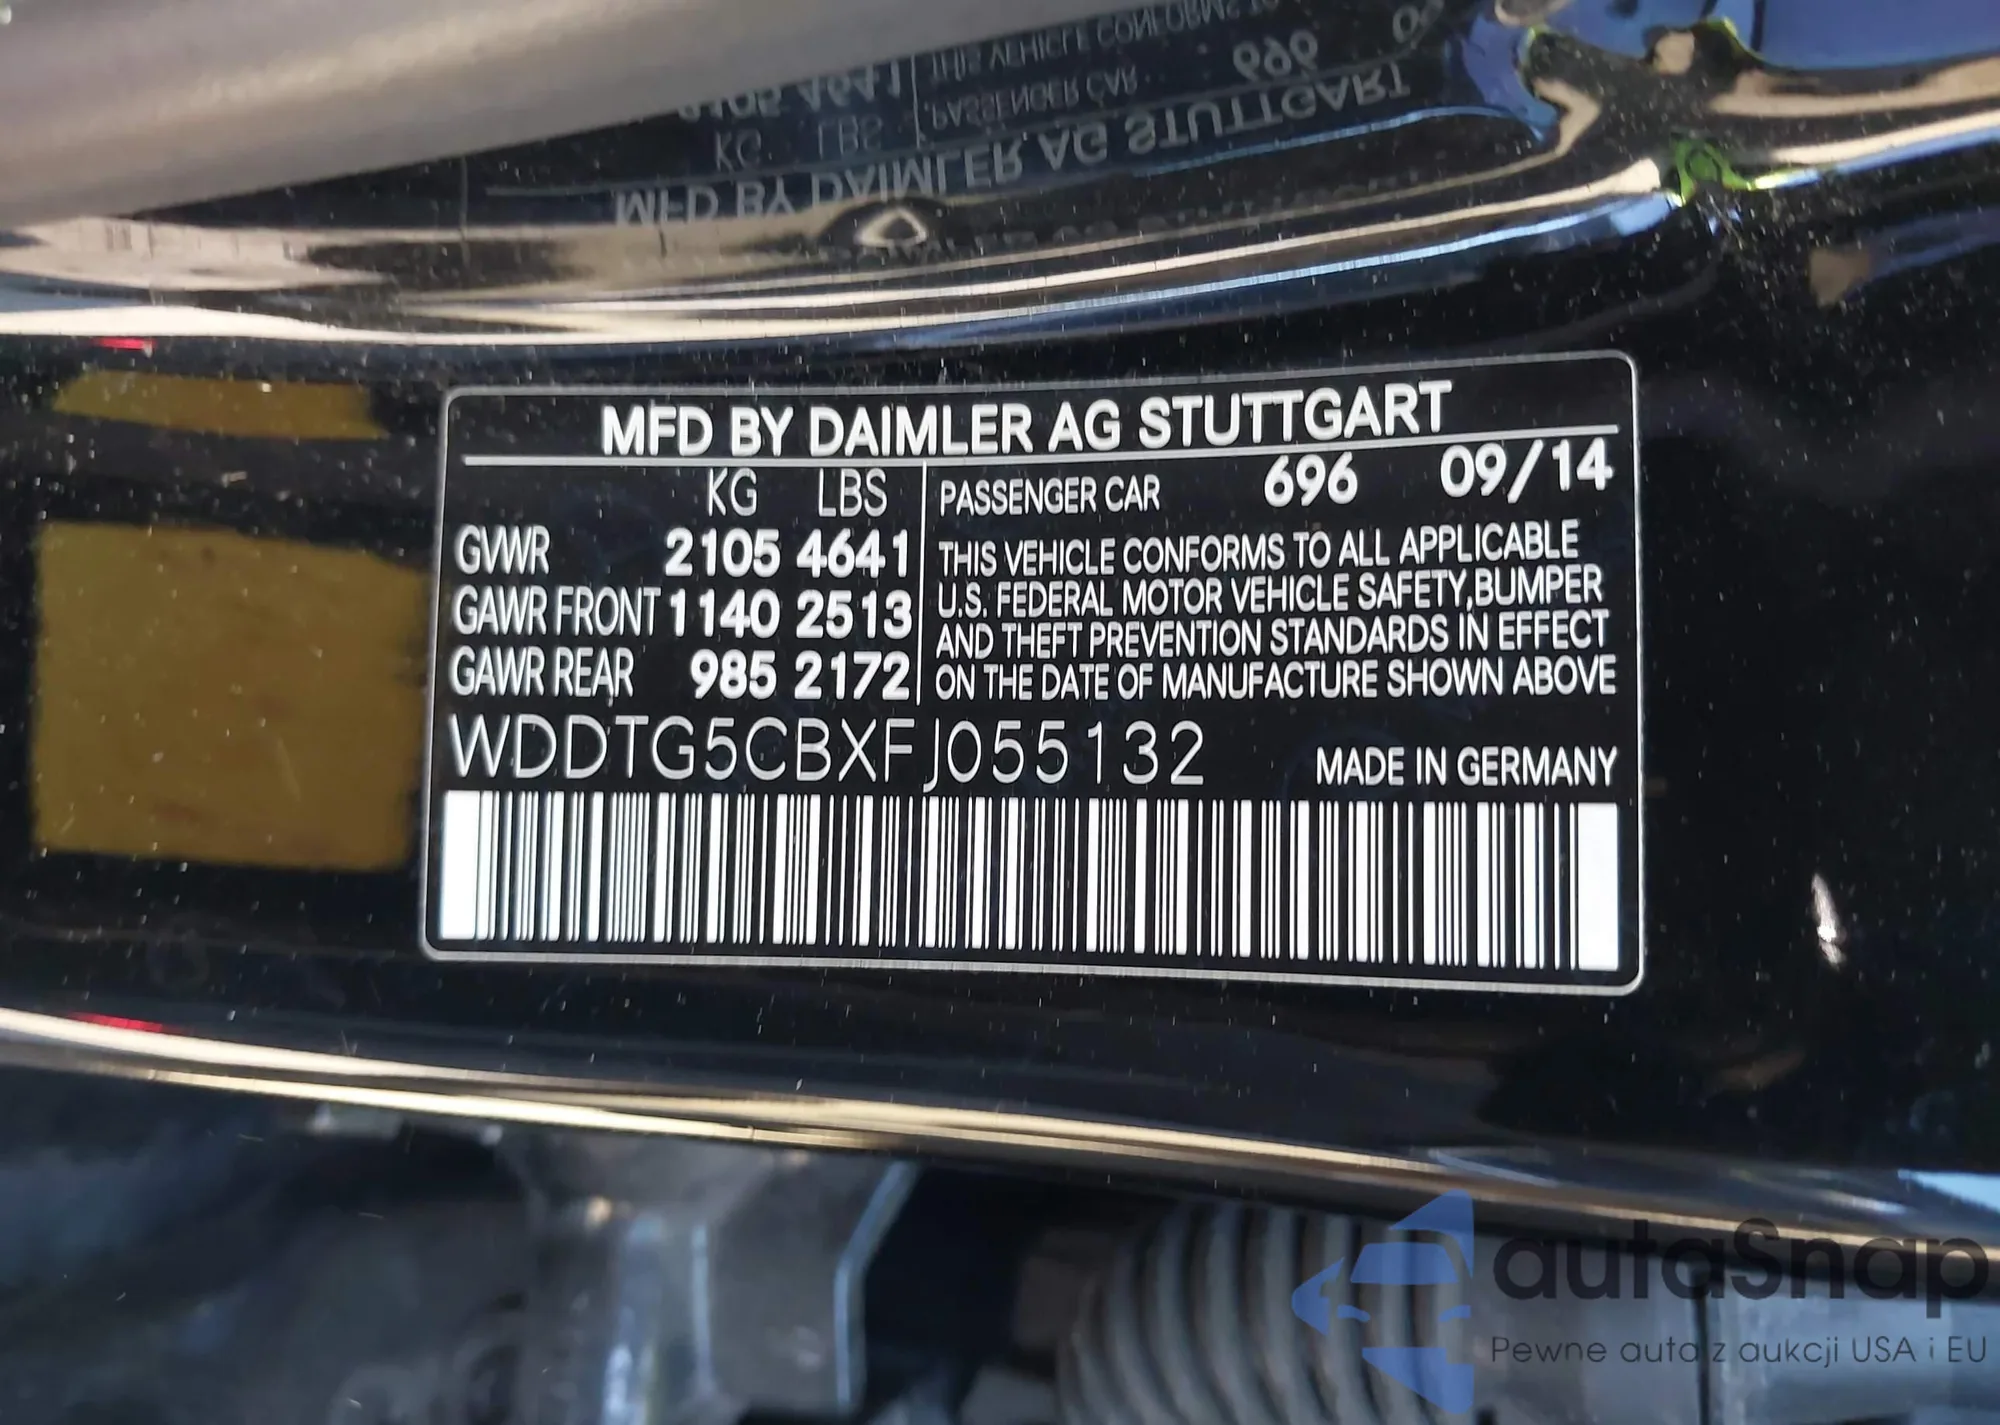 MFD BY DAIMLER AG STUTTGART
KG LBS
GVWR 2105 4641
GAWR FRONT 1140 2513
GAWR REAR 985 2172
PASSENGER CAR 696 09/14
THIS VEHICLE CONFORMS TO ALL APPLICABLE
U.S. FEDERAL MOTOR VEHICLE SAFETY, BUMPER
AND THEFT PREVENTION STANDARDS IN EFFECT
ON THE DATE OF MANUFACTURE SHOWN ABOVE
WDDTG5CBXFJ055132 MADE IN GERMANY
autaSnap
Pewne auta z aukcji USA i EU